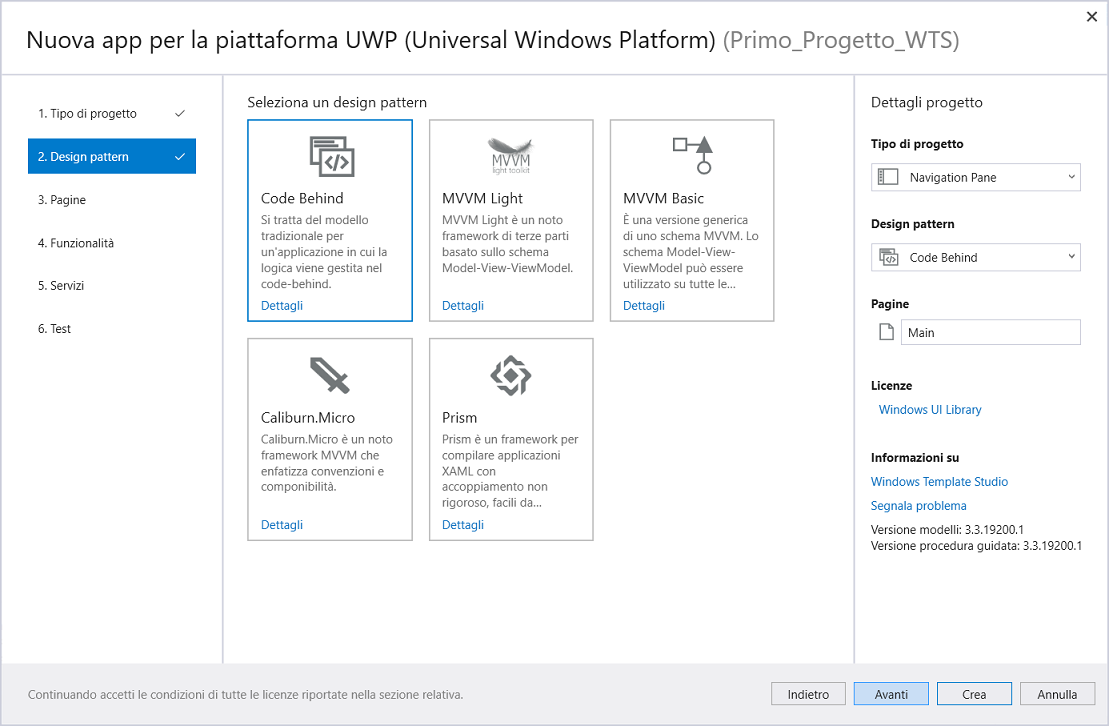 Nuova app per la piattaforma UWP (Universal Windows Platform) (Primo_Progetto_WTS)
1. Tipo di progetto
2. Design pattern
3. Pagine
4. Funzionalità
5. Servizi
6. Test
Seleziona un design pattern
Code Behind
Si tratta del modello
tradizionale per
un'applicazione in cui la
logica viene gestita nel
code-behind.
Dettagli
MVVM
light toolkit
MVVM Light
MVVM Light è un noto
framework di terze parti
basato sullo schema
Model-View-ViewModel.
Dettagli
MVVM Basic
È una versione generica
di uno schema MVVM. Lo
schema Model-View-
ViewModel può essere
utilizzato su tutte le...
Dettagli
Caliburn.Micro
Caliburn.Micro è un noto
framework MVVM che
enfatizza convenzioni e
componibilità.
Dettagli
Prism
Prism è un framework per
compilare applicazioni
XAML con
accoppiamento non
rigoroso, facili da...
Dettagli
Dettagli progetto
Tipo di progetto
Navigation Pane
Design pattern
Code Behind
Pagine
Main
Licenze
Windows UI Library
Informazioni su
Windows Template Studio
Segnala problema
Versione modelli: 3.3.19200.1
Versione procedura guidata: 3.3.19200.1
Continuando accetti le condizioni di tutte le licenze riportate nella sezione relativa.
Indietro
Avanti
Crea
Annulla